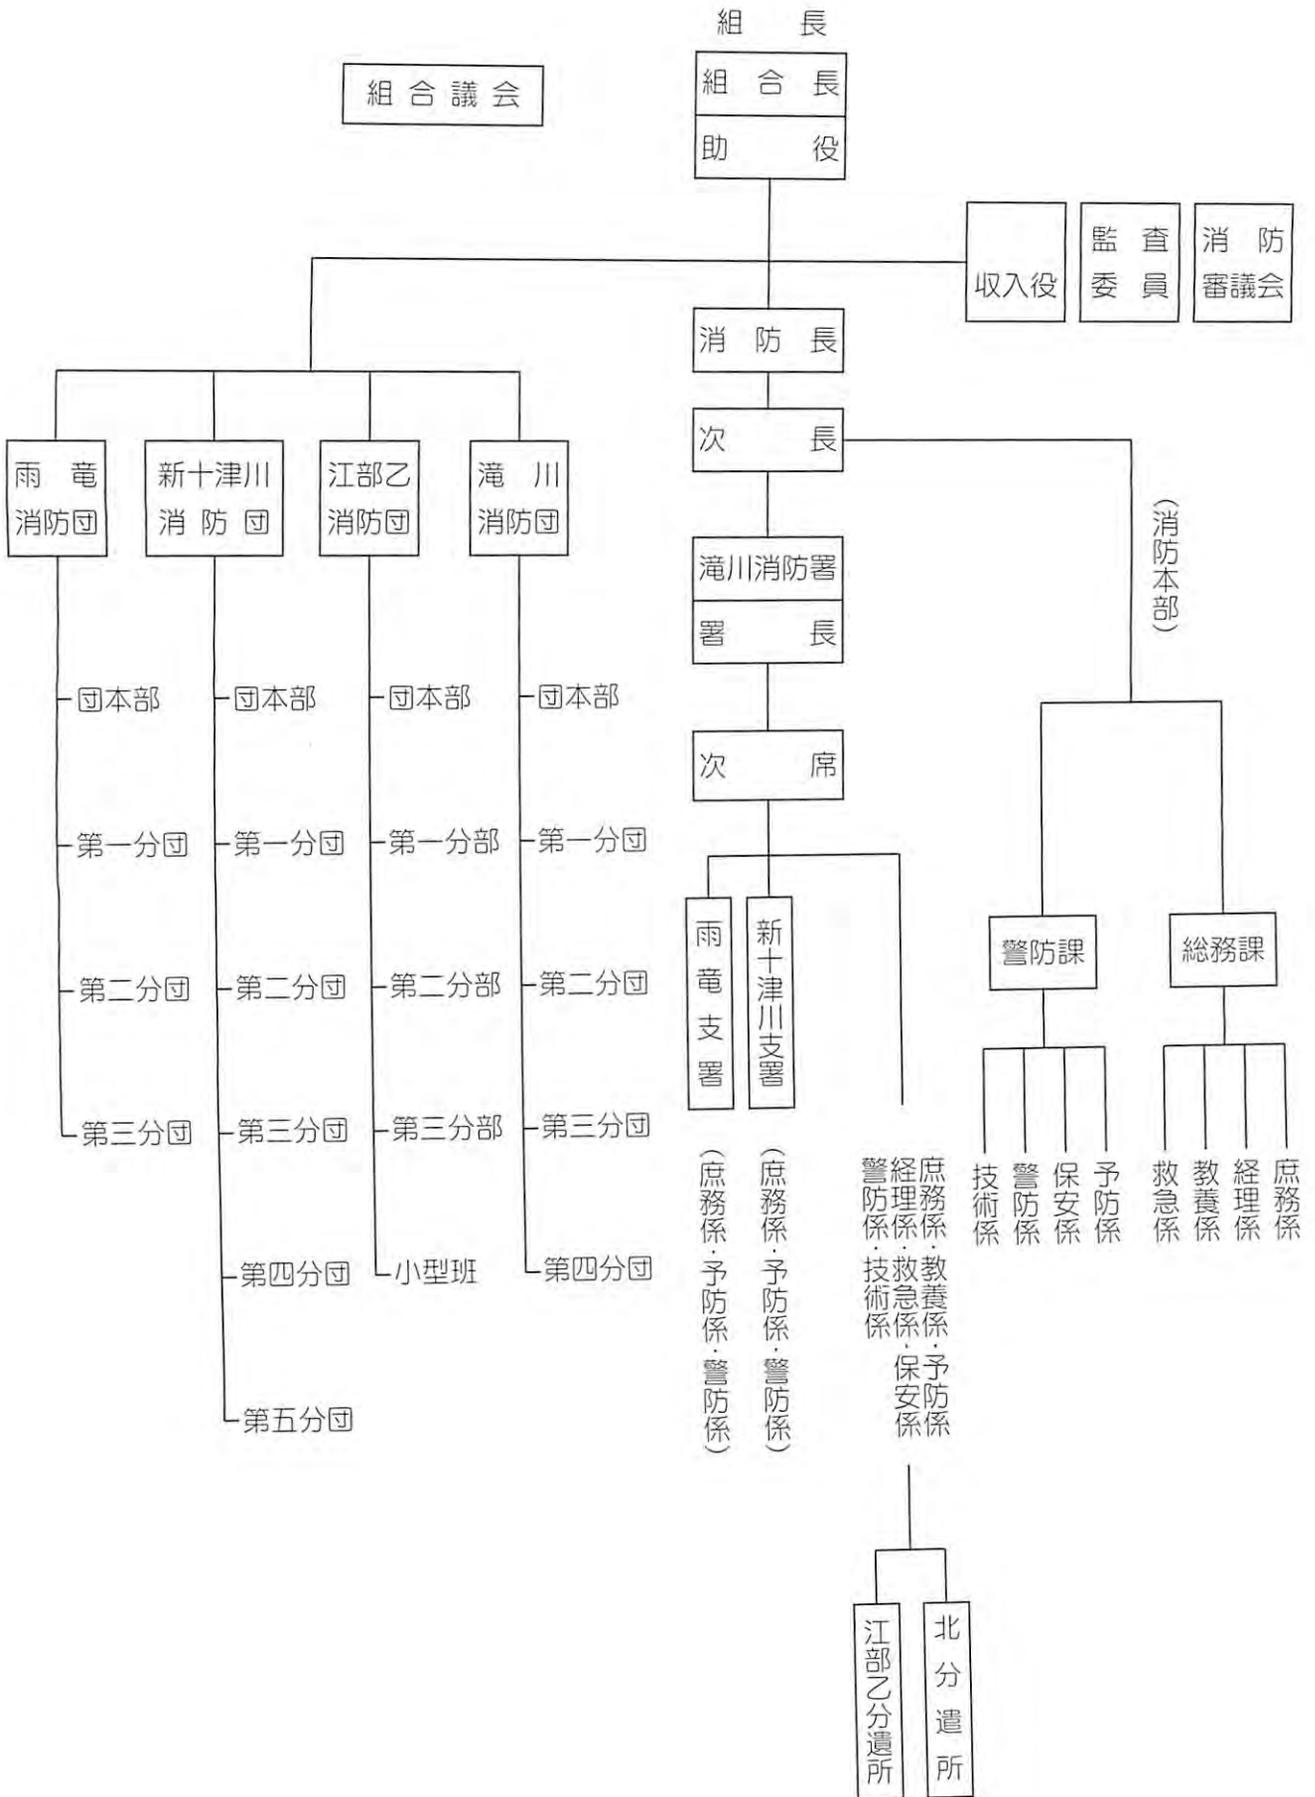 組長
組合議会
組合長
助役
収入役
監査
委員
消防
審議会
消防長
次長
(消防本部)
滝川消防署
署長
次席
雨竜
消防団
団本部
第一分団
第二分団
第三分団
新十津川
消防団
団本部
第一分団
第二分団
第三分団
第四分団
第五分団
江部乙
消防団
団本部
第一分部
第二分部
第三分部
小型班
滝川
消防団
団本部
第一分団
第二分団
第三分団
第四分団
雨竜支署
(庶務係・予防係・警防係)
新十津川支署
(庶務係・予防係・警防係)
庶務係・教養係・予防係
経理係・救急係・保安係
警防係・技術係
江部乙分遺所
北分遣所
警防課
技術係
警防係
保安係
予防係
総務課
救急係
教養係
経理係
庶務係